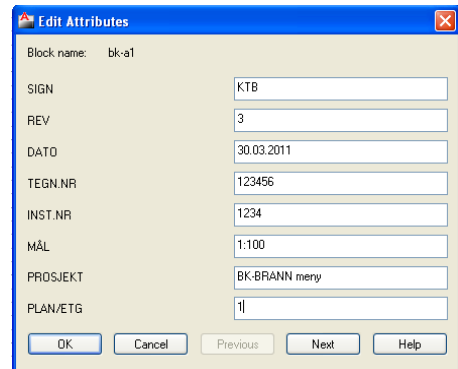 Edit Attributes
Block name: bk-a1
SIGN KTB
REV 3
DATO 30.03.2011
TEGN.NR 123456
INST.NR 1234
MÅL 1:100
PROSJEKT BK-BRANN meny
PLAN/ETG 1
OK Cancel Previous Next Help